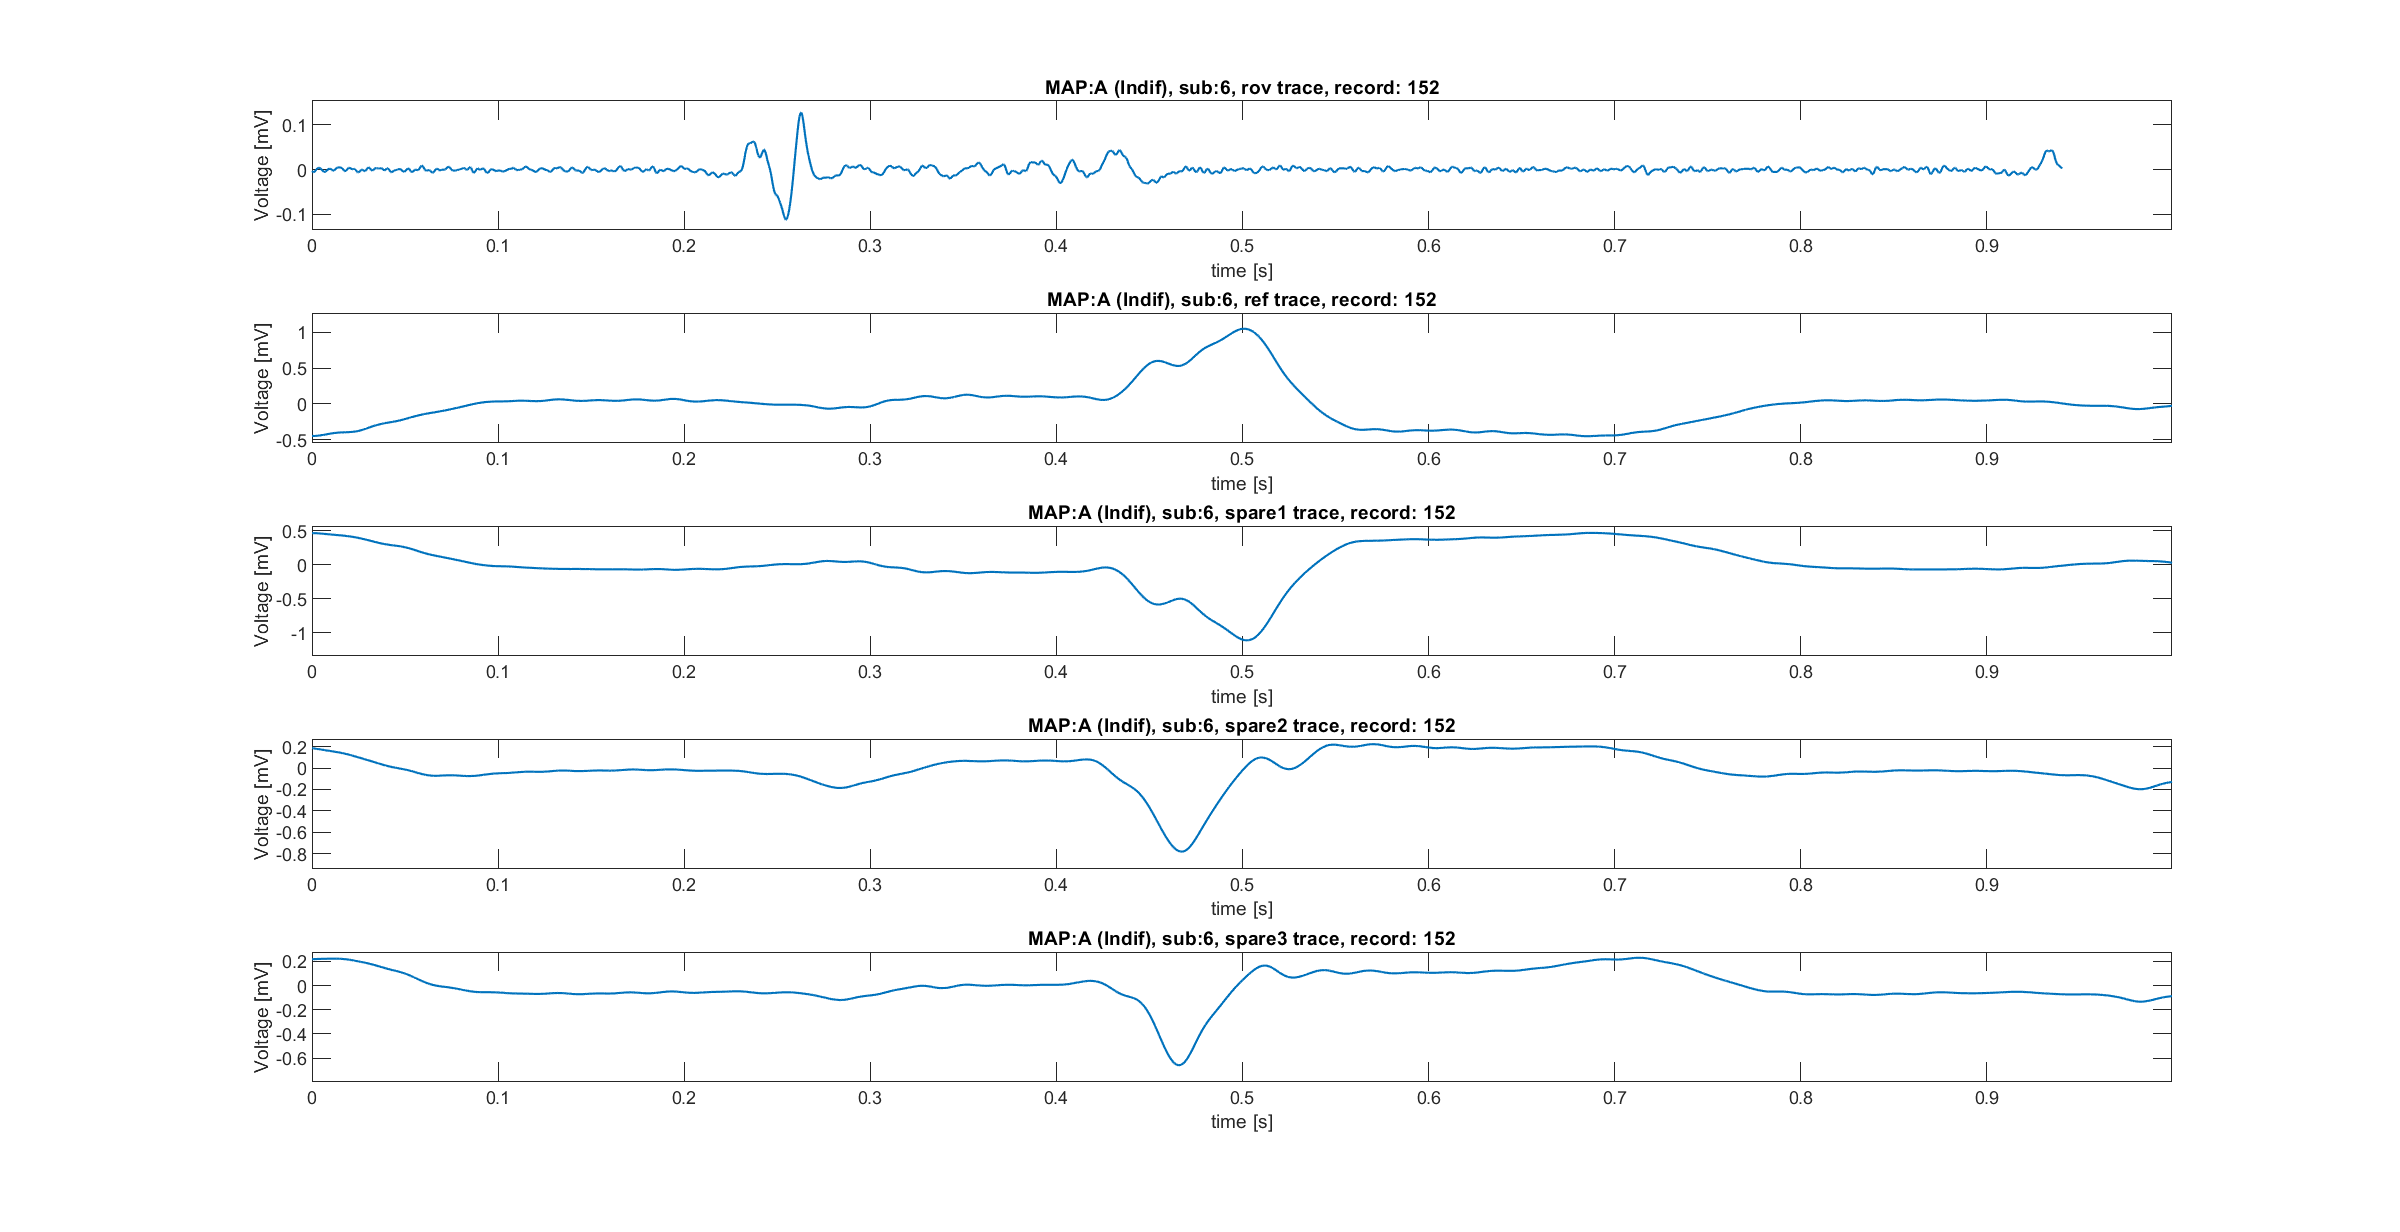 MAP:A (Indif), sub:6, rov trace, record: 152
Voltage [mV]
0.1
0
-0.1
0 0.1 0.2 0.3 0.4 0.5 0.6 0.7 0.8 0.9
time [s]
MAP:A (Indif), sub:6, ref trace, record: 152
Voltage [mV]
1
0.5
0
-0.5
0 0.1 0.2 0.3 0.4 0.5 0.6 0.7 0.8 0.9
time [s]
MAP:A (Indif), sub:6, spare1 trace, record: 152
Voltage [mV]
0.5
0
-0.5
-1
0 0.1 0.2 0.3 0.4 0.5 0.6 0.7 0.8 0.9
time [s]
MAP:A (Indif), sub:6, spare2 trace, record: 152
Voltage [mV]
0.2
0
-0.2
-0.4
-0.6
-0.8
0 0.1 0.2 0.3 0.4 0.5 0.6 0.7 0.8 0.9
time [s]
MAP:A (Indif), sub:6, spare3 trace, record: 152
Voltage [mV]
0.2
0
-0.2
-0.4
-0.6
0 0.1 0.2 0.3 0.4 0.5 0.6 0.7 0.8 0.9
time [s]